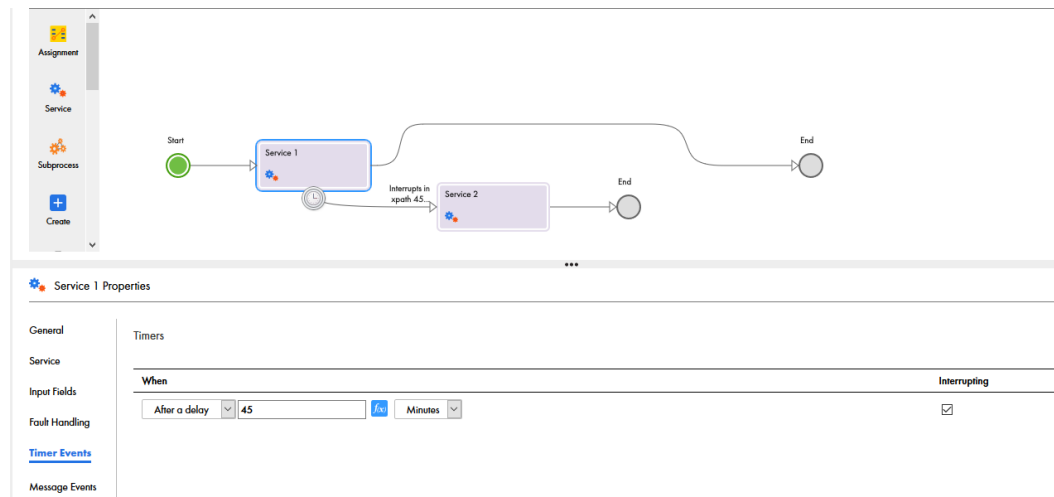 Assignment
Service
Subprocess
Create
Start
Service 1
Interrupts in
xpath 45...
Service 2
End
End
Service 1 Properties
General
Service
Input Fields
Fault Handling
Timer Events
Message Events
Timers
When
Interrupting
After a delay
45
f(x)
Minutes